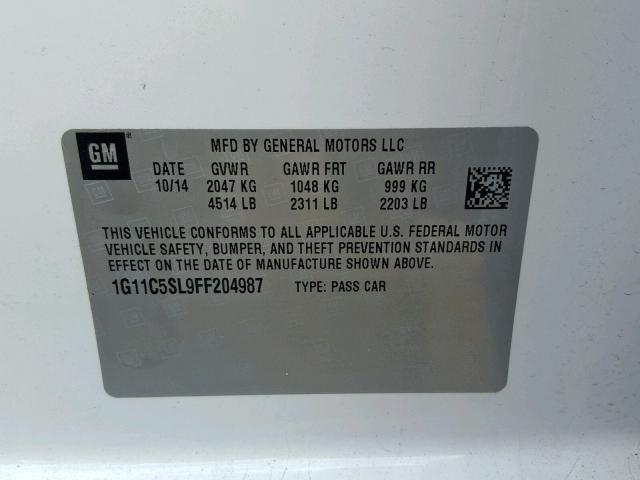 GM
MFD BY GENERAL MOTORS LLC
DATE GVWR GAWR FRT GAWR RR
10/14 2047 KG 1048 KG 999 KG
4514 LB 2311 LB 2203 LB
THIS VEHICLE CONFORMS TO ALL APPLICABLE U.S. FEDERAL MOTOR
VEHICLE SAFETY, BUMPER, AND THEFT PREVENTION STANDARDS IN
EFFECT ON THE DATE OF MANUFACTURE SHOWN ABOVE.
1G11C5SL9FF204987 TYPE: PASS CAR